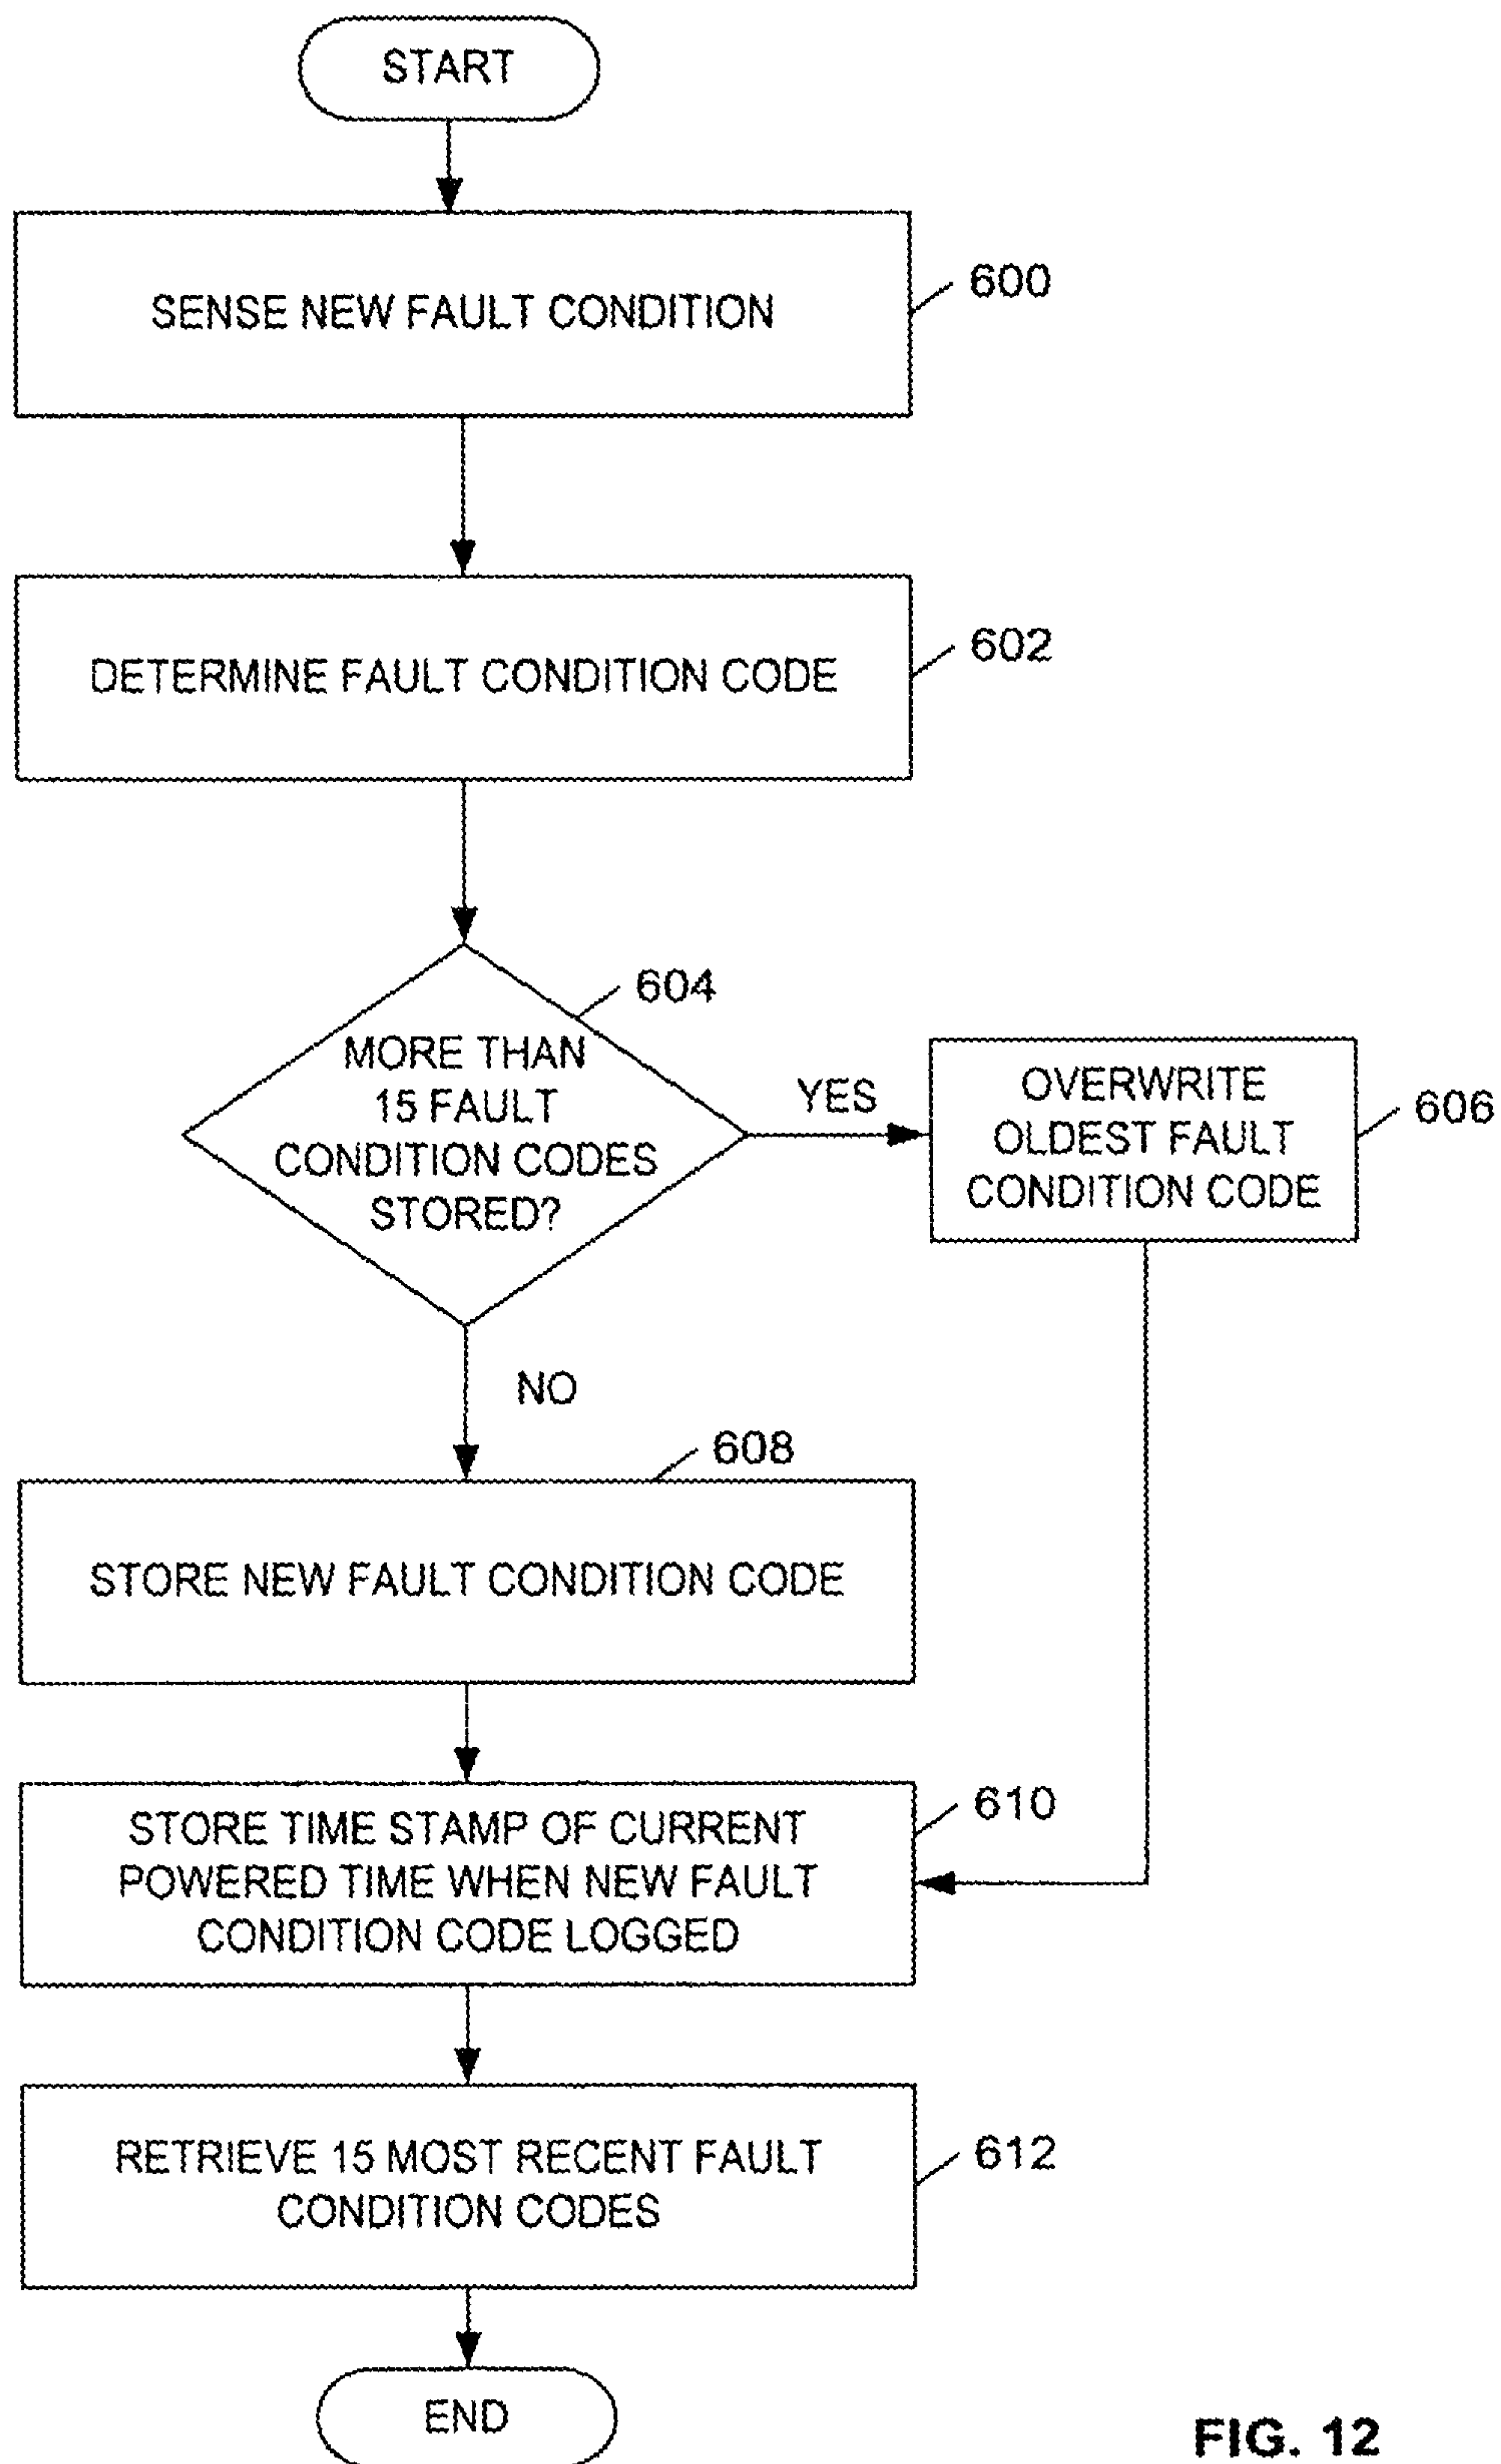 START
SENSE NEW FAULT CONDITION
600
DETERMINE FAULT CONDITION CODE
602
604
MORE THAN
15 FAULT
CONDITION CODES
STORED?
YES
OVERWRITE
OLDEST FAULT
CONDITION CODE
606
NO
608
STORE NEW FAULT CONDITION CODE
STORE TIME STAMP OF CURRENT
POWERED TIME WHEN NEW FAULT
CONDITION CODE LOGGED
610
RETRIEVE 15 MOST RECENT FAULT
CONDITION CODES
612
END
FIG. 12